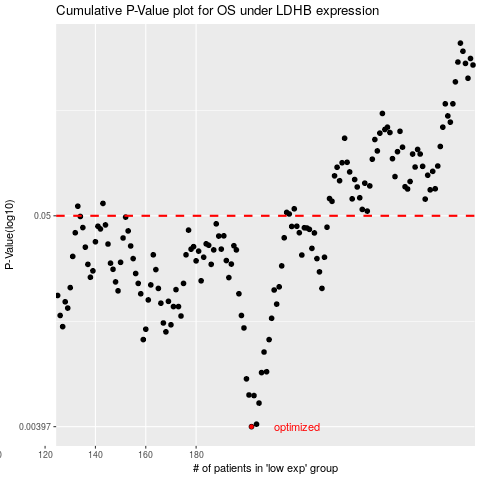 Cumulative P-Value plot for OS under LDHB expression
P-Value(log10)
0.05
0.00397
optimized
0 120 140 160 180
# of patients in 'low exp' group